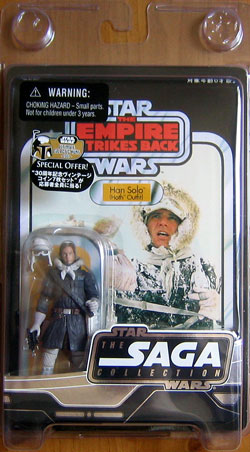 WARNING:
CHOKING HAZARD – Small parts.
Not for children under 3 years.
STAR
THE
EMPIRE
STRIKES BACK
WARS
SPECIAL OFFER!
"30周年記念ヴィンテージ
コイン7枚セット"が
応募者全員に当る!
Han Solo
(Hoth Outfit)
STAR
THE
SAGA
COLLECTION
WARS